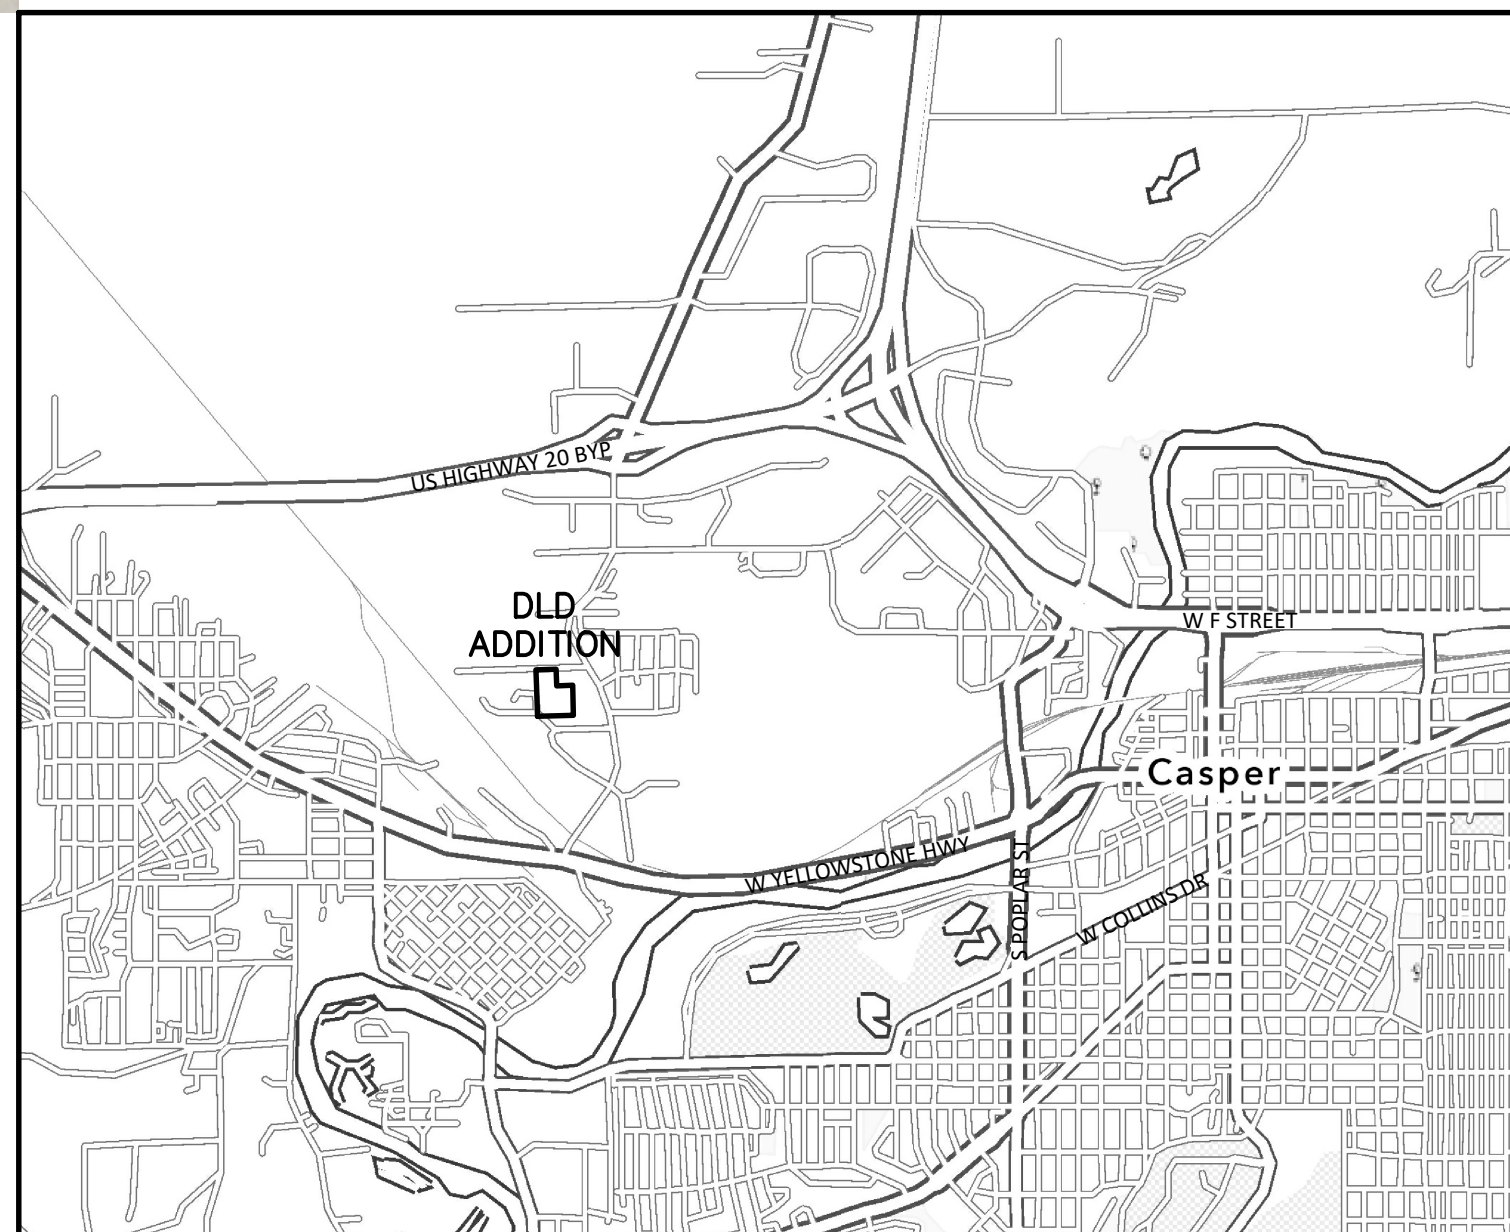 US HIGHWAY 20 BYP
DLD
ADDITION
W F STREET
Casper
W YELLOWSTONE HWY
S POPLAR ST
W COLLINS DR